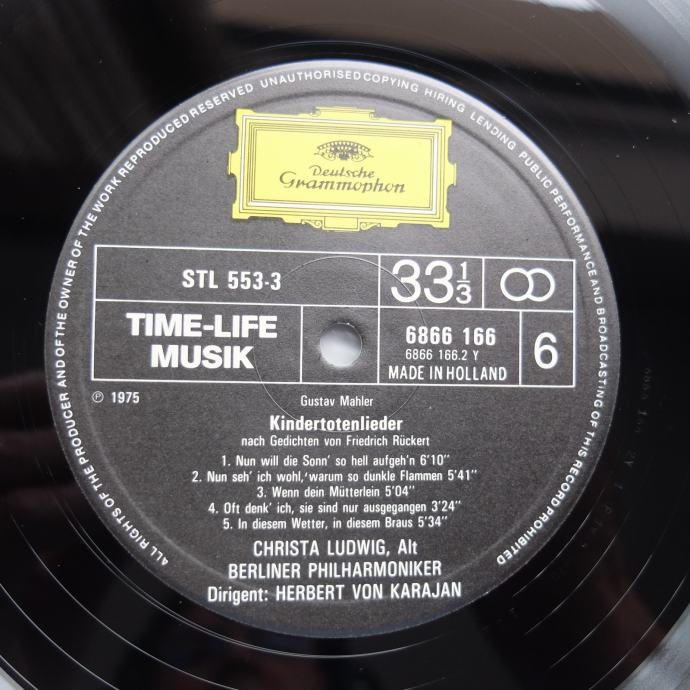 ALL RIGHTS OF THE PRODUCER AND OF THE OWNER OF THE WORK REPRODUCED RESERVED UNAUTHORISED COPYING HIRING LENDING PUBLIC PERFORMANCE AND BROADCASTING OF THIS RECORD PROHIBITED
Deutsche
Grammophon
STL 553-3
33 1/3
TIME-LIFE
MUSIK
6866 166
6866 166.2 Y
MADE IN HOLLAND
6
℗ 1975
Gustav Mahler
Kindertotenlieder
nach Gedichten von Friedrich Rückert
1. Nun will die Sonn' so hell aufgeh'n 6'10''
2. Nun seh' ich wohl, warum so dunkle Flammen 5'41''
3. Wenn dein Mütterlein 5'04''
4. Oft denk' ich, sie sind nur ausgegangen 3'24''
5. In diesem Wetter, in diesem Braus 5'34''
CHRISTA LUDWIG, Alt
BERLINER PHILHARMONIKER
Dirigent: HERBERT VON KARAJAN